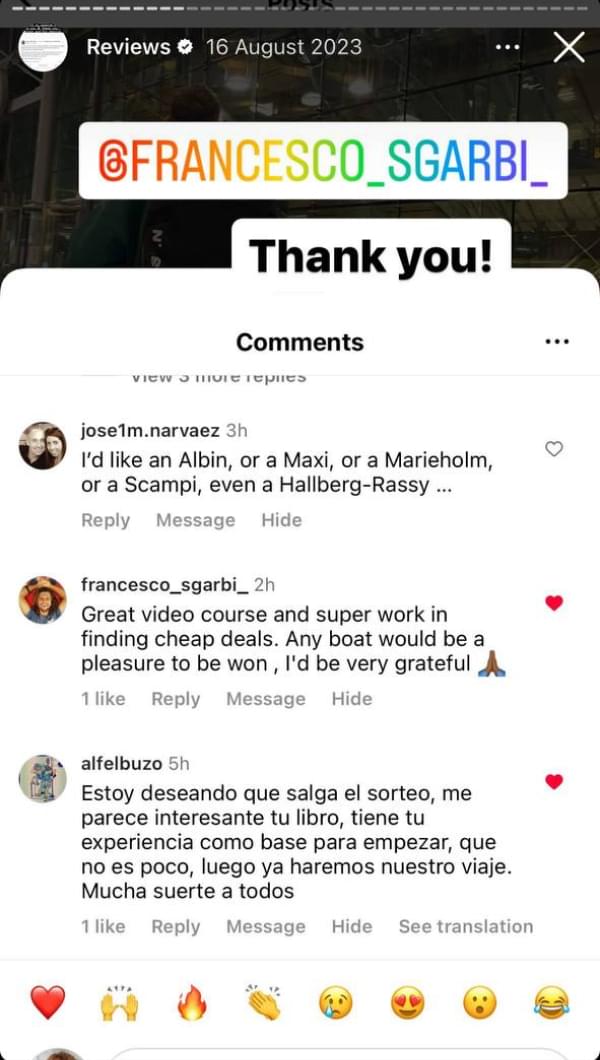 Posts
Reviews 16 August 2023
@FRANCESCO_SGARBI_
Thank you!
Comments
View 3 more replies
jose1m.narvaez 3h
I'd like an Albin, or a Maxi, or a Marieholm,
or a Scampi, even a Hallberg-Rassy ...
Reply Message Hide
francesco_sgarbi_ 2h
Great video course and super work in
finding cheap deals. Any boat would be a
pleasure to be won , I'd be very grateful 🙏🏾
1 like Reply Message Hide
alfelbuzo 5h
Estoy deseando que salga el sorteo, me
parece interesante tu libro, tiene tu
experiencia como base para empezar, que
no es poco, luego ya haremos nuestro viaje.
Mucha suerte a todos
1 like Reply Message Hide See translation